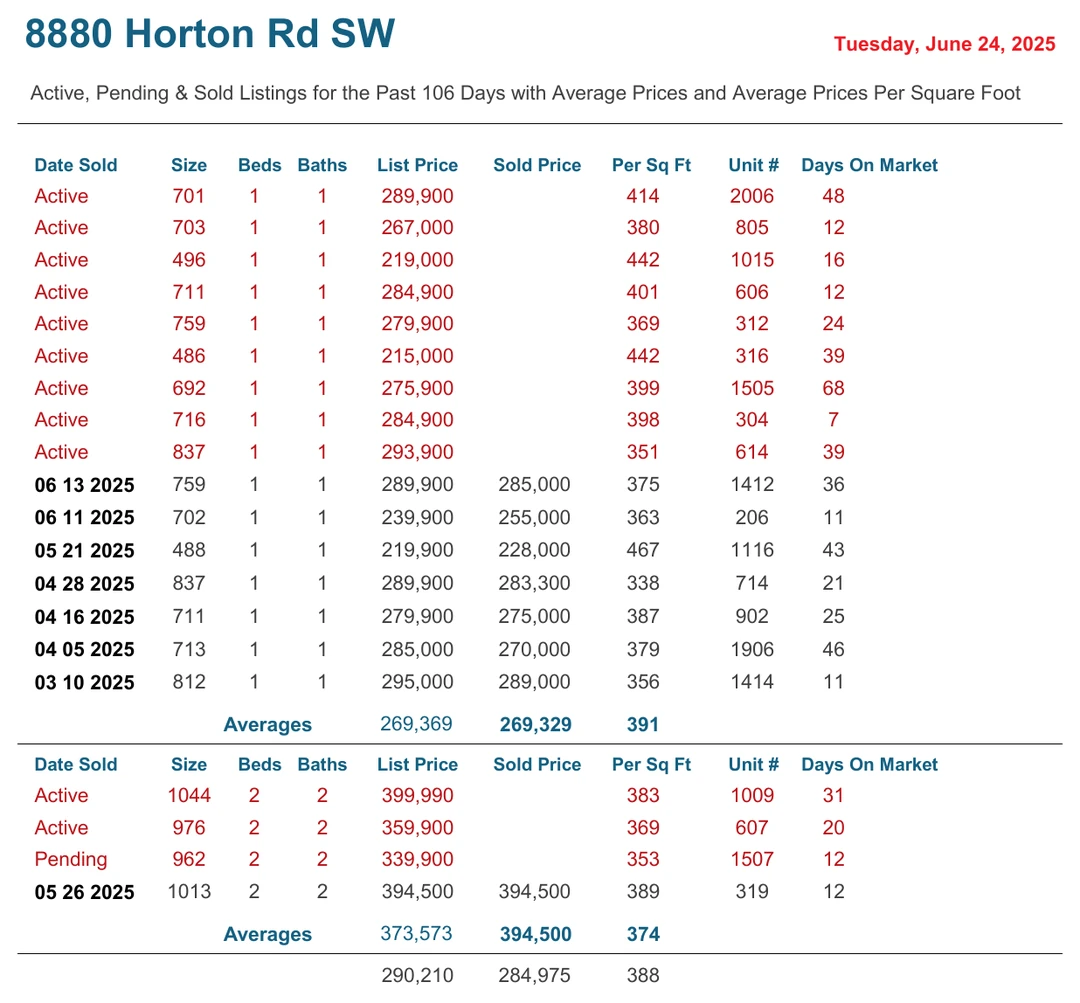 8880 Horton Rd SW
Tuesday, June 24, 2025
Active, Pending & Sold Listings for the Past 106 Days with Average Prices and Average Prices Per Square Foot
Date Sold Size Beds Baths List Price Sold Price Per Sq Ft Unit # Days On Market
Active 701 1 1 289,900 414 2006 48
Active 703 1 1 267,000 380 805 12
Active 496 1 1 219,000 442 1015 16
Active 711 1 1 284,900 401 606 12
Active 759 1 1 279,900 369 312 24
Active 486 1 1 215,000 442 316 39
Active 692 1 1 275,900 399 1505 68
Active 716 1 1 284,900 398 304 7
Active 837 1 1 293,900 351 614 39
06 13 2025 759 1 1 289,900 285,000 375 1412 36
06 11 2025 702 1 1 239,900 255,000 363 206 11
05 21 2025 488 1 1 219,900 228,000 467 1116 43
04 28 2025 837 1 1 289,900 283,300 338 714 21
04 16 2025 711 1 1 279,900 275,000 387 902 25
04 05 2025 713 1 1 285,000 270,000 379 1906 46
03 10 2025 812 1 1 295,000 289,000 356 1414 11
Averages 269,369 269,329 391
Date Sold Size Beds Baths List Price Sold Price Per Sq Ft Unit # Days On Market
Active 1044 2 2 399,990 383 1009 31
Active 976 2 2 359,900 369 607 20
Pending 962 2 2 339,900 353 1507 12
05 26 2025 1013 2 2 394,500 394,500 389 319 12
Averages 373,573 394,500 374
290,210 284,975 388